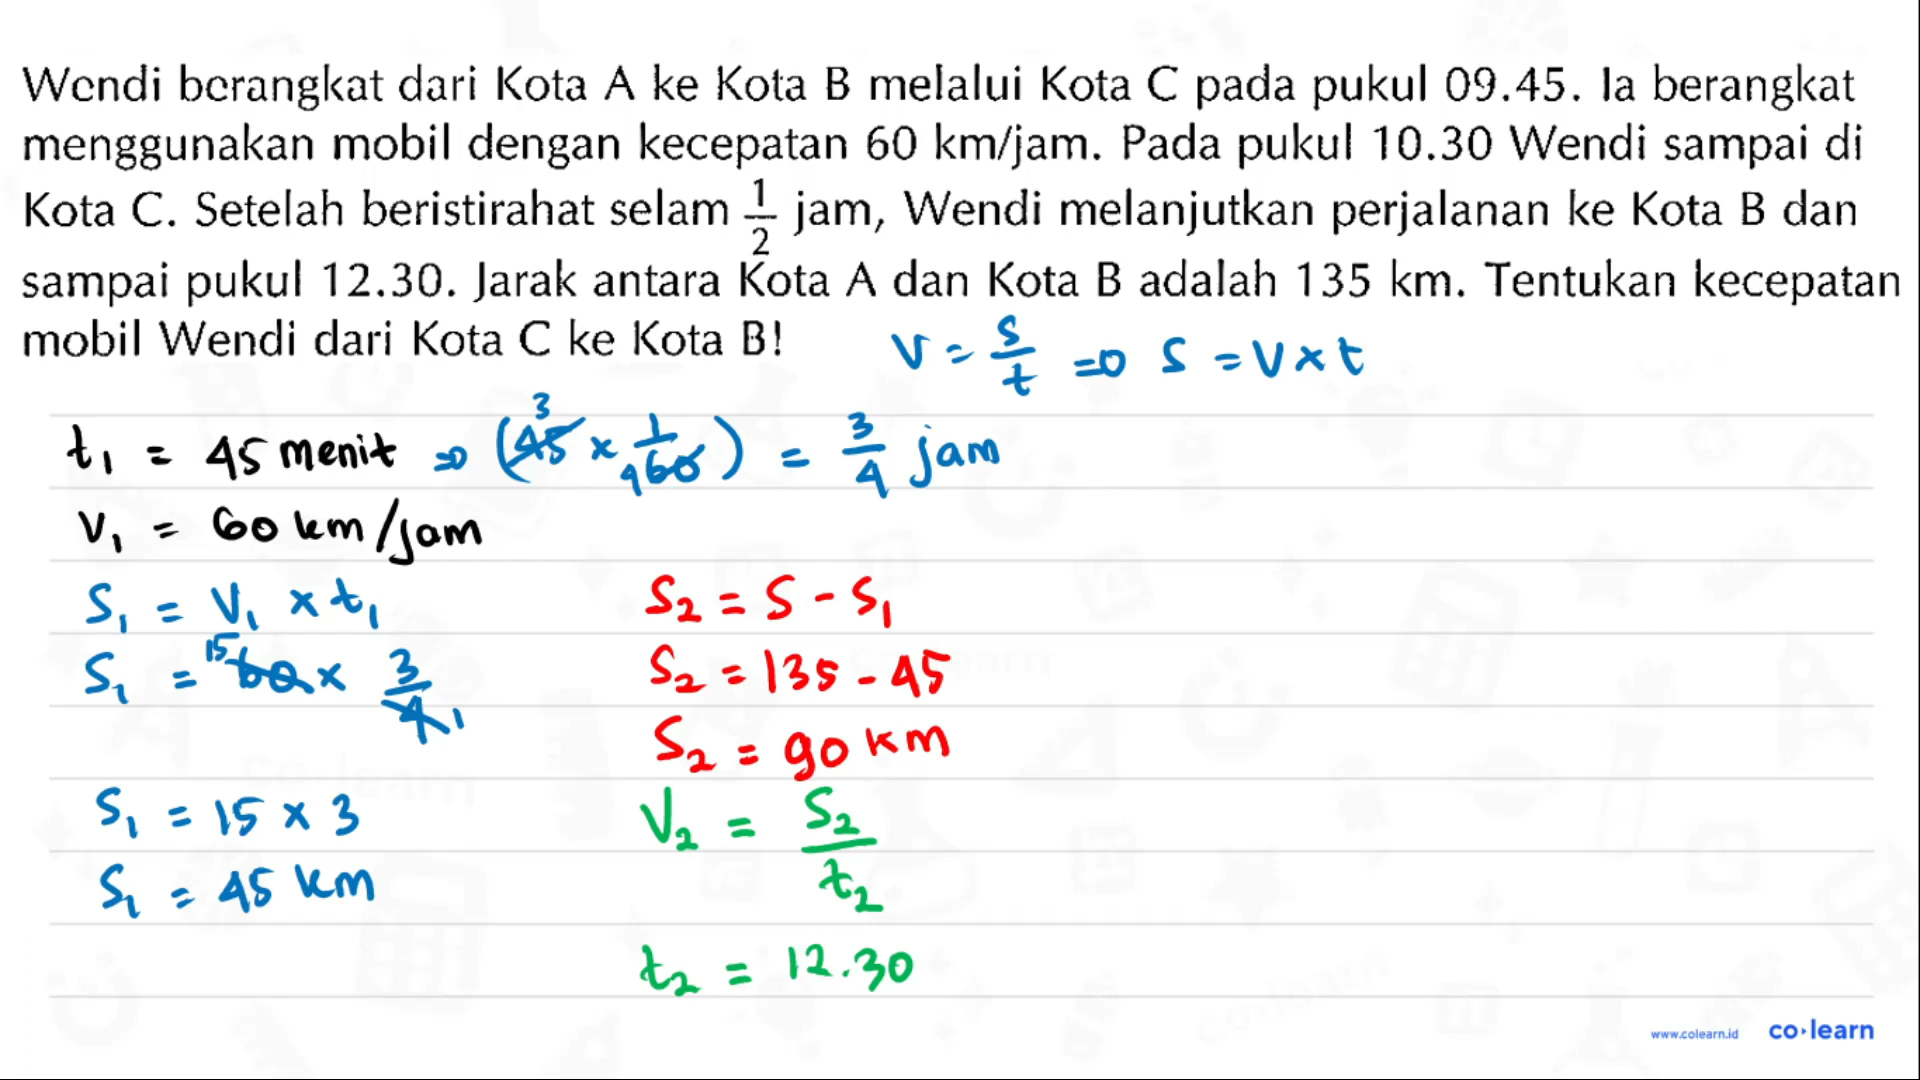 Wendi berangkat dari Kota A ke Kota B melalui Kota C pada pukul 09.45. Ia berangkat
menggunakan mobil dengan kecepatan 60 km/jam. Pada pukul 10.30 Wendi sampai di
Kota C. Setelah beristirahat selam 1/2 jam, Wendi melanjutkan perjalanan ke Kota B dan
sampai pukul 12.30. Jarak antara Kota A dan Kota B adalah 135 km. Tentukan kecepatan
mobil Wendi dari Kota C ke Kota B!
V = S/t => S = V x t
t₁ = 45 menit => (45 3 x 1/60 4) = 3/4 jam
V₁ = 60 km/jam
S₁ = V₁ x t₁
S₁ = 15 60 x 3/4 1
S₁ = 15 x 3
S₁ = 45 km
S₂ = S - S₁
S₂ = 135 - 45
S₂ = 90 km
V₂ = S₂/t₂
t₂ = 12.30
www.colearn.id co learn